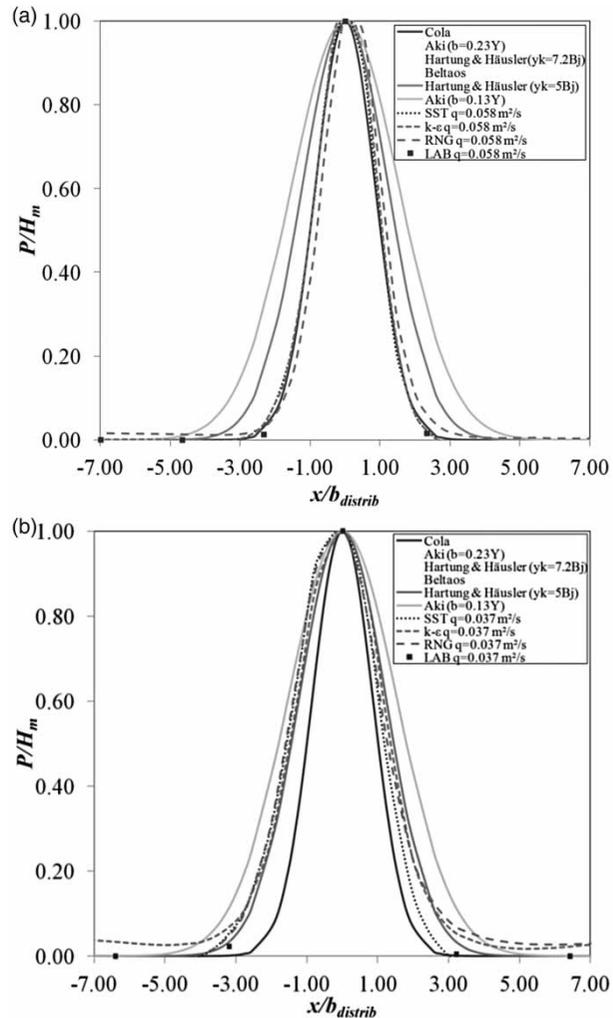 (a)
1.00
0.80
0.60
0.40
0.20
0.00
P/Hm
Cola
Aki (b=0.23Y)
Hartung & Häusler(yk=7.2Bj)
Beltaos
Hartung & Häusler (yk=5Bj)
Aki (b=0.13Y)
SST q=0.058 m²/s
k-ε q=0.058 m²/s
RNG q=0.058 m²/s
LAB q=0.058 m²/s
-7.00 -5.00 -3.00 -1.00 1.00 3.00 5.00 7.00
x/bdistrib
(b)
1.00
0.80
0.60
0.40
0.20
0.00
P/Hm
Cola
Aki (b=0.23Y)
Hartung & Häusler (yk=7.2Bj)
Beltaos
Hartung & Häusler (yk=5Bj)
Aki (b=0.13Y)
SST q=0.037 m²/s
k-ε q=0.037 m²/s
RNG q=0.037 m²/s
LAB q=0.037 m²/s
-7.00 -5.00 -3.00 -1.00 1.00 3.00 5.00 7.00
x/bdistrib